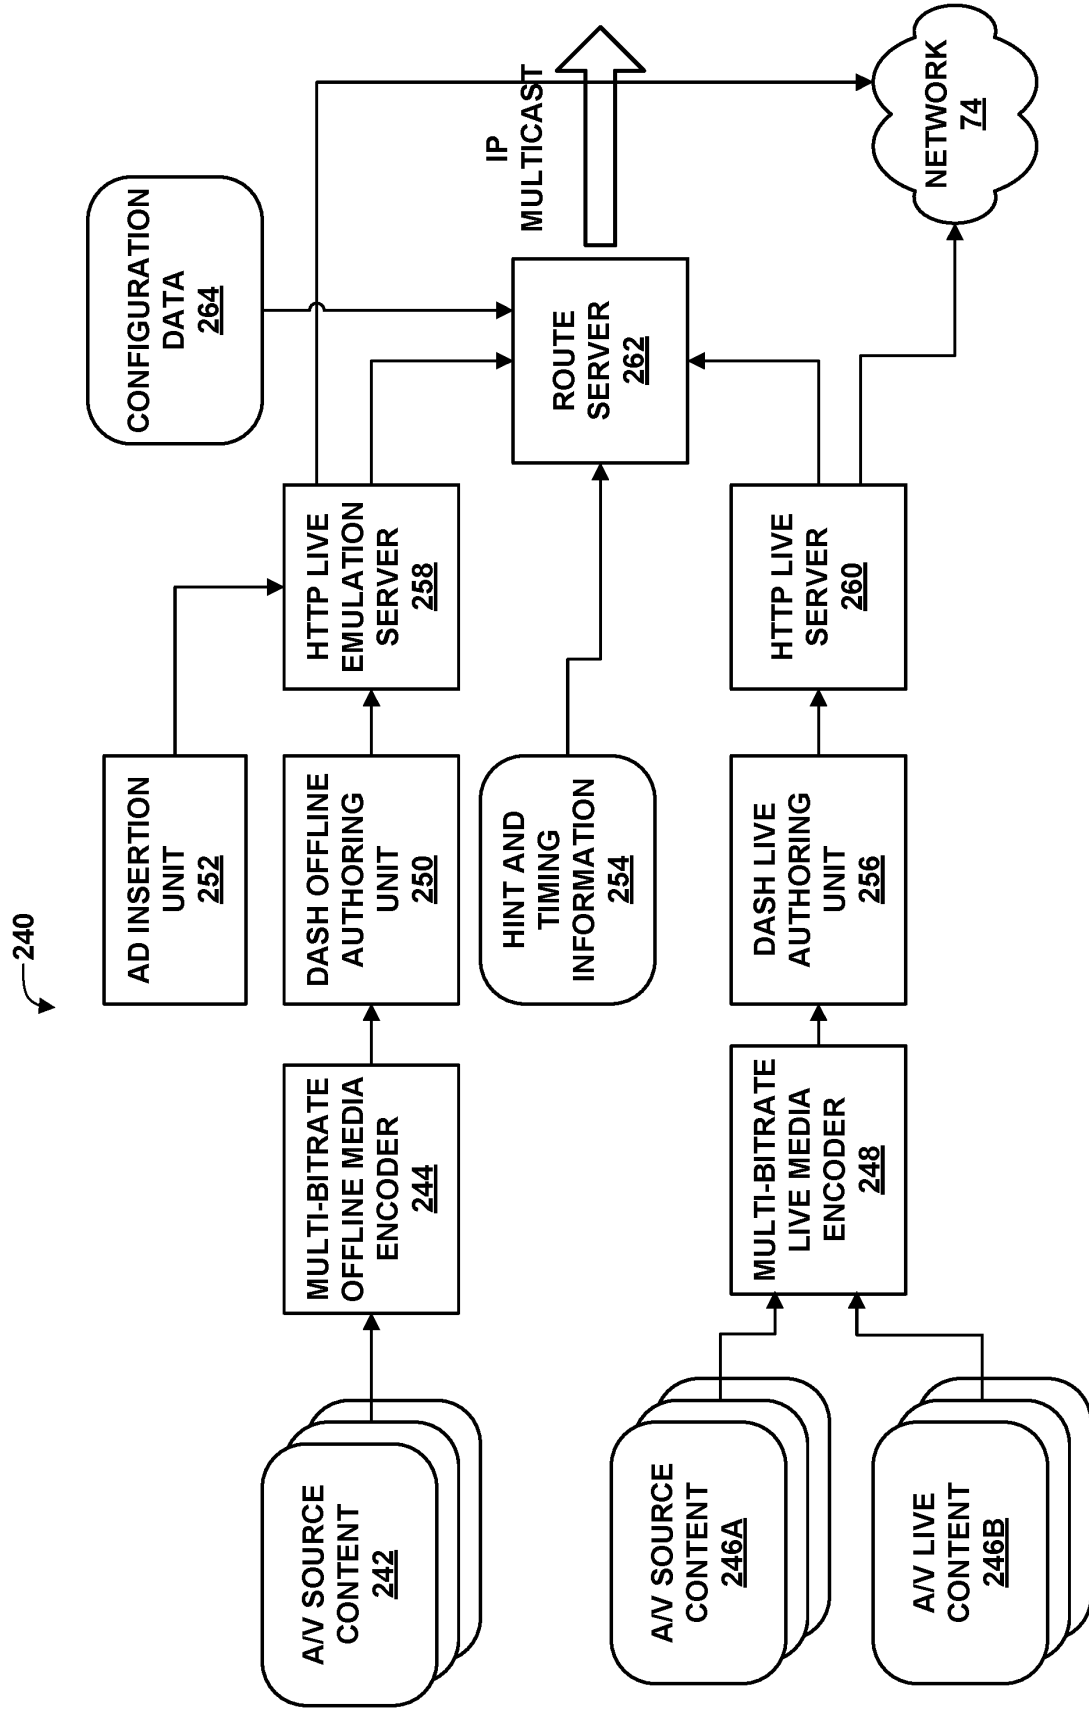 240
AD INSERTION
UNIT
252
CONFIGURATION
DATA
264
A/V SOURCE
CONTENT
242
MULTI-BITRATE
OFFLINE MEDIA
ENCODER
244
DASH OFFLINE
AUTHORING
UNIT
250
HTTP LIVE
EMULATION
SERVER
258
HINT AND
TIMING
INFORMATION
254
ROUTE
SERVER
262
IP
MULTICAST
A/V SOURCE
CONTENT
246A
A/V LIVE
CONTENT
246B
MULTI-BITRATE
LIVE MEDIA
ENCODER
248
DASH LIVE
AUTHORING
UNIT
256
HTTP LIVE
SERVER
260
NETWORK
74